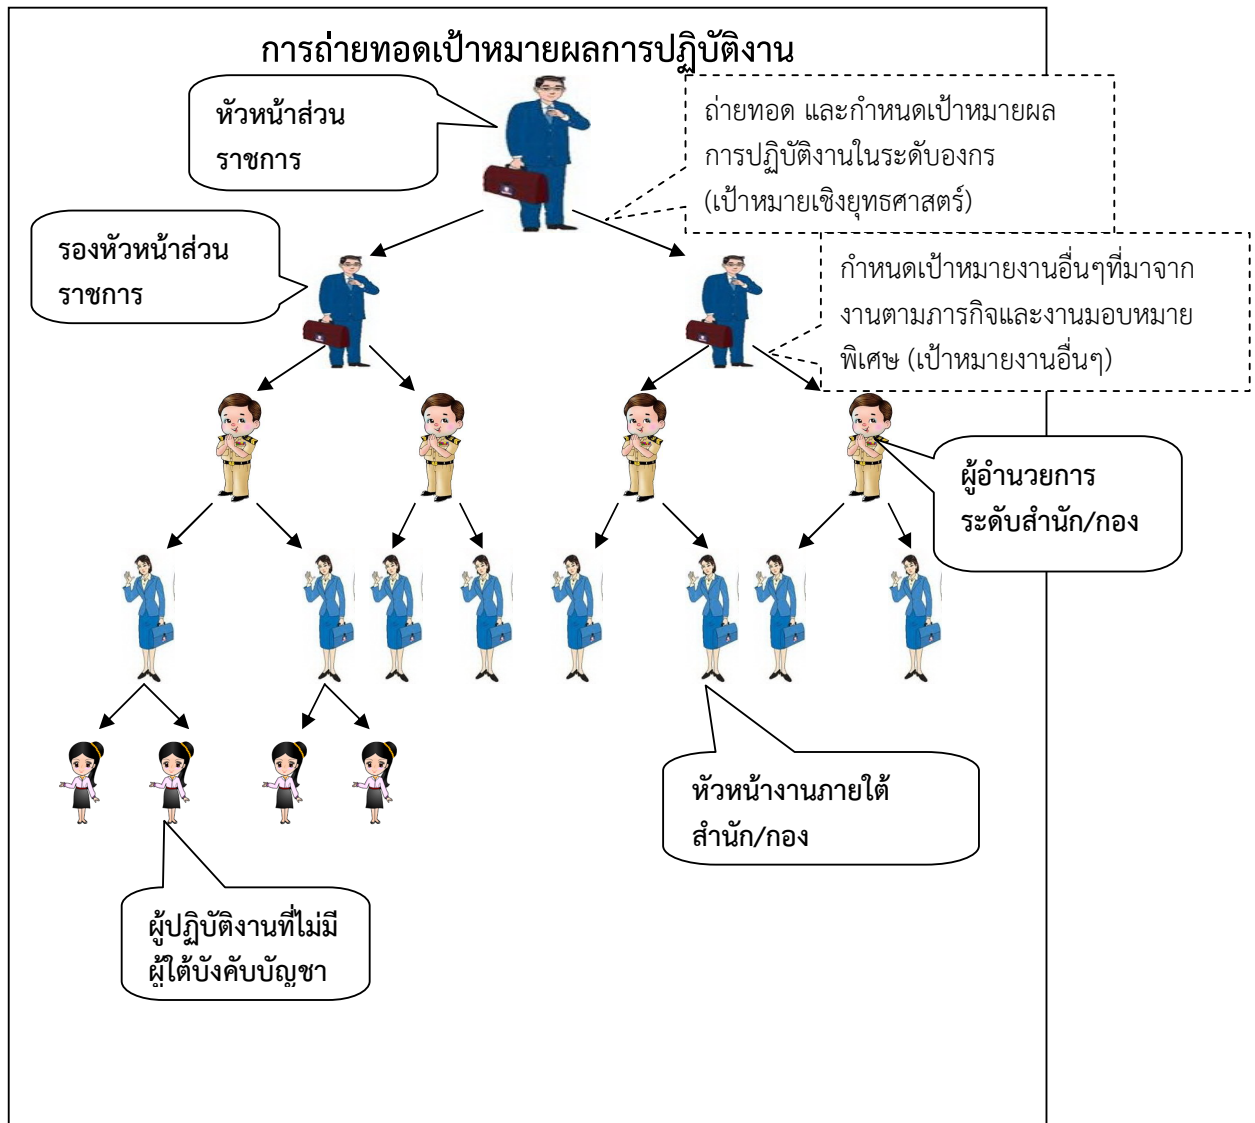 การถ่ายทอดเป้าหมายผลการปฏิบัติงาน
หัวหน้าส่วน
ราชการ
ถ่ายทอด และกำหนดเป้าหมายผล
การปฏิบัติงานในระดับองกร
(เป้าหมายเชิงยุทธศาสตร์)
รองหัวหน้าส่วน
ราชการ
กำหนดเป้าหมายงานอื่นๆที่มาจาก
งานตามภารกิจและงานมอบหมาย
พิเศษ (เป้าหมายงานอื่นๆ)
ผู้อำนวยการ
ระดับสำนัก/กอง
หัวหน้างานภายใต้
สำนัก/กอง
ผู้ปฏิบัติงานที่ไม่มี
ผู้ใต้บังคับบัญชา